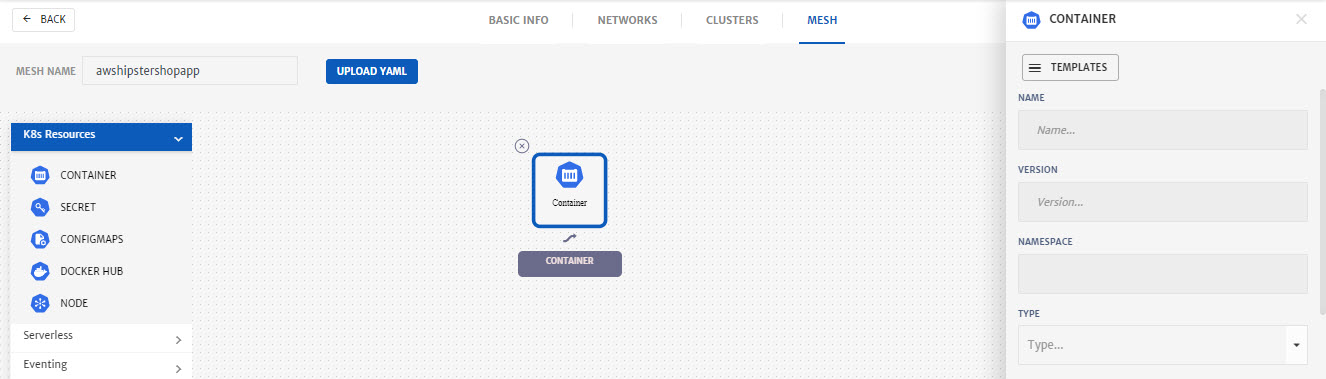 BACK
BASIC INFO
NETWORKS
CLUSTERS
MESH
MESH NAME
awshipstershopapp
UPLOAD YAML
K8s Resources
CONTAINER
SECRET
CONFIGMAPS
DOCKER HUB
NODE
Serverless
Eventing
Container
CONTAINER
CONTAINER
TEMPLATES
NAME
Name...
VERSION
Version...
NAMESPACE
TYPE
Type...